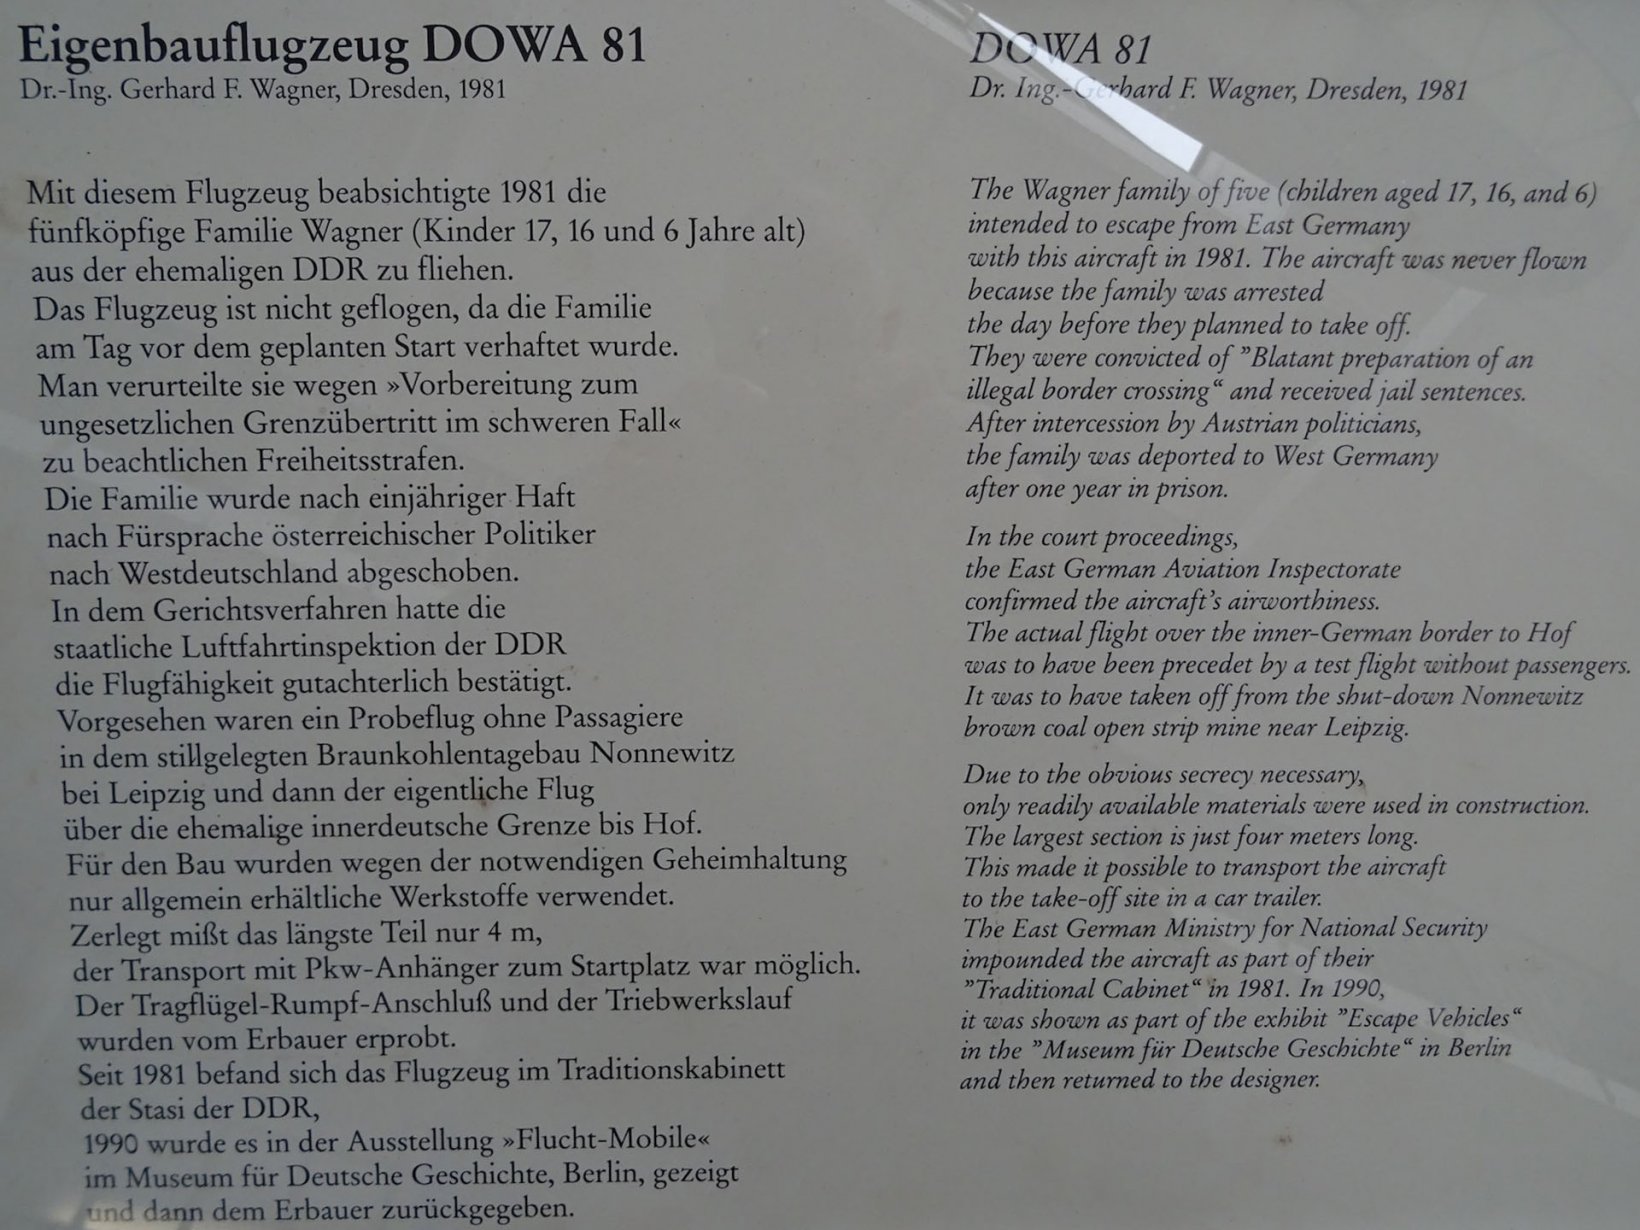 Eigenbauflugzeug DOWA 81
Dr.-Ing. Gerhard F. Wagner, Dresden, 1981
Mit diesem Flugzeug beabsichtigte 1981 die
fünfköpfige Familie Wagner (Kinder 17, 16 und 6 Jahre alt)
aus der ehemaligen DDR zu fliehen.
Das Flugzeug ist nicht geflogen, da die Familie
am Tag vor dem geplanten Start verhaftet wurde.
Man verurteilte sie wegen »Vorbereitung zum
ungesetzlichen Grenzübertritt im schweren Fall«
zu beachtlichen Freiheitsstrafen.
Die Familie wurde nach einjähriger Haft
nach Fürsprache österreichischer Politiker
nach Westdeutschland abgeschoben.
In dem Gerichtsverfahren hatte die
staatliche Luftfahrtinspektion der DDR
die Flugfähigkeit gutachterlich bestätigt.
Vorgesehen waren ein Probeflug ohne Passagiere
in dem stillgelegten Braunkohlentagebau Nonnewitz
bei Leipzig und dann der eigentliche Flug
über die ehemalige innerdeutsche Grenze bis Hof.
Für den Bau wurden wegen der notwendigen Geheimhaltung
nur allgemein erhältliche Werkstoffe verwendet.
Zerlegt mißt das längste Teil nur 4 m,
der Transport mit Pkw-Anhänger zum Startplatz war möglich.
Der Tragflügel-Rumpf-Anschluß und der Triebwerkslauf
wurden vom Erbauer erprobt.
Seit 1981 befand sich das Flugzeug im Traditionskabinett
der Stasi der DDR,
1990 wurde es in der Ausstellung »Flucht-Mobile«
im Museum für Deutsche Geschichte, Berlin, gezeigt
und dann dem Erbauer zurückgegeben.
DOWA 81
Dr. Ing.-Gerhard F. Wagner, Dresden, 1981
The Wagner family of five (children aged 17, 16, and 6)
intended to escape from East Germany
with this aircraft in 1981. The aircraft was never flown
because the family was arrested
the day before they planned to take off.
They were convicted of ”Blatant preparation of an
illegal border crossing“ and received jail sentences.
After intercession by Austrian politicians,
the family was deported to West Germany
after one year in prison.
In the court proceedings,
the East German Aviation Inspectorate
confirmed the aircraft's airworthiness.
The actual flight over the inner-German border to Hof
was to have been precedet by a test flight without passengers.
It was to have taken off from the shut-down Nonnewitz
brown coal open strip mine near Leipzig.
Due to the obvious secrecy necessary,
only readily available materials were used in construction.
The largest section is just four meters long.
This made it possible to transport the aircraft
to the take-off site in a car trailer.
The East German Ministry for National Security
impounded the aircraft as part of their
”Traditional Cabinet“ in 1981. In 1990,
it was shown as part of the exhibit ”Escape Vehicles“
in the ”Museum für Deutsche Geschichte“ in Berlin
and then returned to the designer.